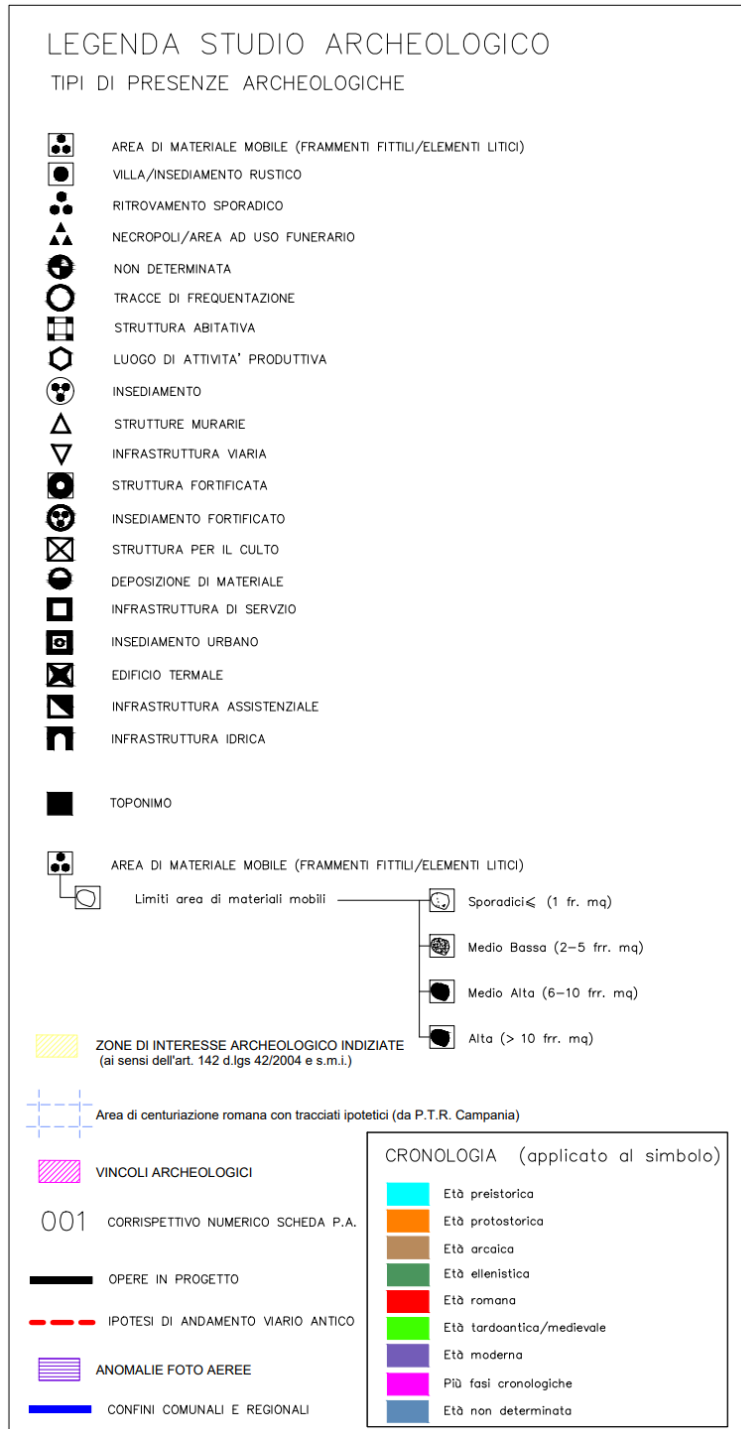 LEGENDA STUDIO ARCHEOLOGICO
TIPI DI PRESENZE ARCHEOLOGICHE
AREA DI MATERIALE MOBILE (FRAMMENTI FITTILI/ELEMENTI LITICI)
VILLA/INSEDIAMENTO RUSTICO
RITROVAMENTO SPORADICO
NECROPOLI/AREA AD USO FUNERARIO
NON DETERMINATA
TRACCE DI FREQUENTAZIONE
STRUTTURA ABITATIVA
LUOGO DI ATTIVITA' PRODUTTIVA
INSEDIAMENTO
STRUTTURE MURARIE
INFRASTRUTTURA VIARIA
STRUTTURA FORTIFICATA
INSEDIAMENTO FORTIFICATO
STRUTTURA PER IL CULTO
DEPOSIZIONE DI MATERIALE
INFRASTRUTTURA DI SERVZIO
INSEDIAMENTO URBANO
EDIFICIO TERMALE
INFRASTRUTTURA ASSISTENZIALE
INFRASTRUTTURA IDRICA
TOPONIMO
AREA DI MATERIALE MOBILE (FRAMMENTI FITTILI/ELEMENTI LITICI)
Limiti area di materiali mobili
Sporadici⩽ (1 fr. mq)
Medio Bassa (2-5 frr. mq)
Medio Alta (6-10 frr. mq)
Alta (> 10 frr. mq)
ZONE DI INTERESSE ARCHEOLOGICO INDIZIATE
(ai sensi dell'art. 142 d.lgs 42/2004 e s.m.i.)
Area di centuriazione romana con tracciati ipotetici (da P.T.R. Campania)
VINCOLI ARCHEOLOGICI
001 CORRISPETTIVO NUMERICO SCHEDA P.A.
OPERE IN PROGETTO
IPOTESI DI ANDAMENTO VIARIO ANTICO
ANOMALIE FOTO AEREE
CONFINI COMUNALI E REGIONALI
CRONOLOGIA (applicato al simbolo)
Età preistorica
Età protostorica
Età arcaica
Età ellenistica
Età romana
Età tardoantica/medievale
Età moderna
Più fasi cronologiche
Età non determinata